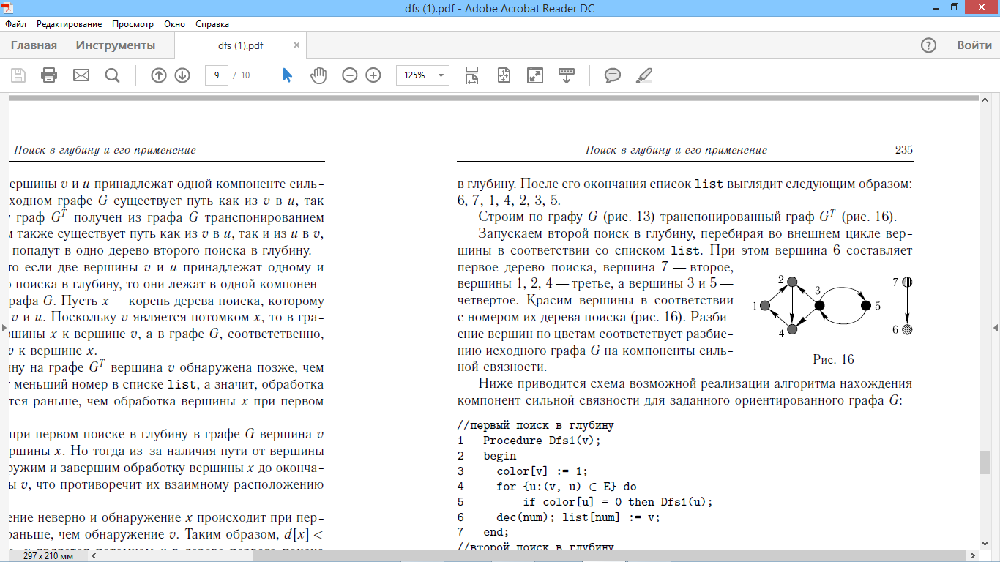 dfs (1).pdf - Adobe Acrobat Reader DC
Файл Редактирование Просмотр Окно Справка
Главная Инструменты dfs (1).pdf × Войти
9 / 10 125%
Поиск в глубину и его применение
вершины v и u принадлежат одной компоненте силь-
сходном графе G существует путь как из v в u, так
граф Gᵀ получен из графа G транспонированием
м также существует путь как из v в u, так и из u в v,
попадут в одно дерево второго поиска в глубину.
то если две вершины v и u принадлежат одному и
о поиска в глубину, то они лежат в одной компонен-
графа G. Пусть x — корень дерева поиска, которому
v и u. Поскольку v является потомком x, то в гра-
ршины x к вершине v, а в графе G, соответственно,
v к вершине x.
ну на графе Gᵀ вершина v обнаружена позже, чем
т меньший номер в списке list, а значит, обработка
тся раньше, чем обработка вершины x при первом
при первом поиске в глубину в графе G вершина v
ршины x. Но тогда из-за наличия пути от вершины
ружим и завершим обработку вершины x до оконча-
ы v, что противоречит их взаимному расположению
ение неверно и обнаружение x происходит при пер-
раньше, чем обнаружение v. Таким образом, d[x] <
Поиск в глубину и его применение 235
в глубину. После его окончания список list выглядит следующим образом:
6, 7, 1, 4, 2, 3, 5.
Строим по графу G (рис. 13) транспонированный граф Gᵀ (рис. 16).
Запускаем второй поиск в глубину, перебирая во внешнем цикле вер-
шины в соответствии со списком list. При этом вершина 6 составляет
первое дерево поиска, вершина 7 — второе,
вершины 1, 2, 4 — третье, а вершины 3 и 5 —
четвертое. Красим вершины в соответствии
с номером их дерева поиска (рис. 16). Разби-
ение вершин по цветам соответствует разбие-
нию исходного графа G на компоненты силь-
ной связности.
2 7
3
1 5
4 6
Рис. 16
Ниже приводится схема возможной реализации алгоритма нахождения
компонент сильной связности для заданного ориентированного графа G:
//первый поиск в глубину
1 Procedure Dfs1(v);
2 begin
3 color[v] := 1;
4 for {u:(v, u) ∈ E} do
5 if color[u] = 0 then Dfs1(u);
6 dec(num); list[num] := v;
7 end;
//второй поиск в глубину
297 x 210 мм